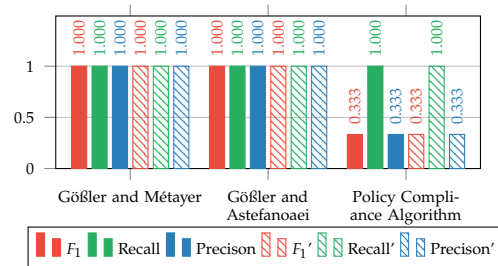 1.000 1.000 1.000 1.000 1.000 1.000 1.000 1.000 1.000 1.000 1.000 1.000 0.333 1.000 0.333 0.333 1.000 0.333
1
0.5
0
Gößler and Métayer Gößler and Policy Compli-
Astefanoaei ance Algorithm
F1 Recall Precison F1′ Recall′ Precison′